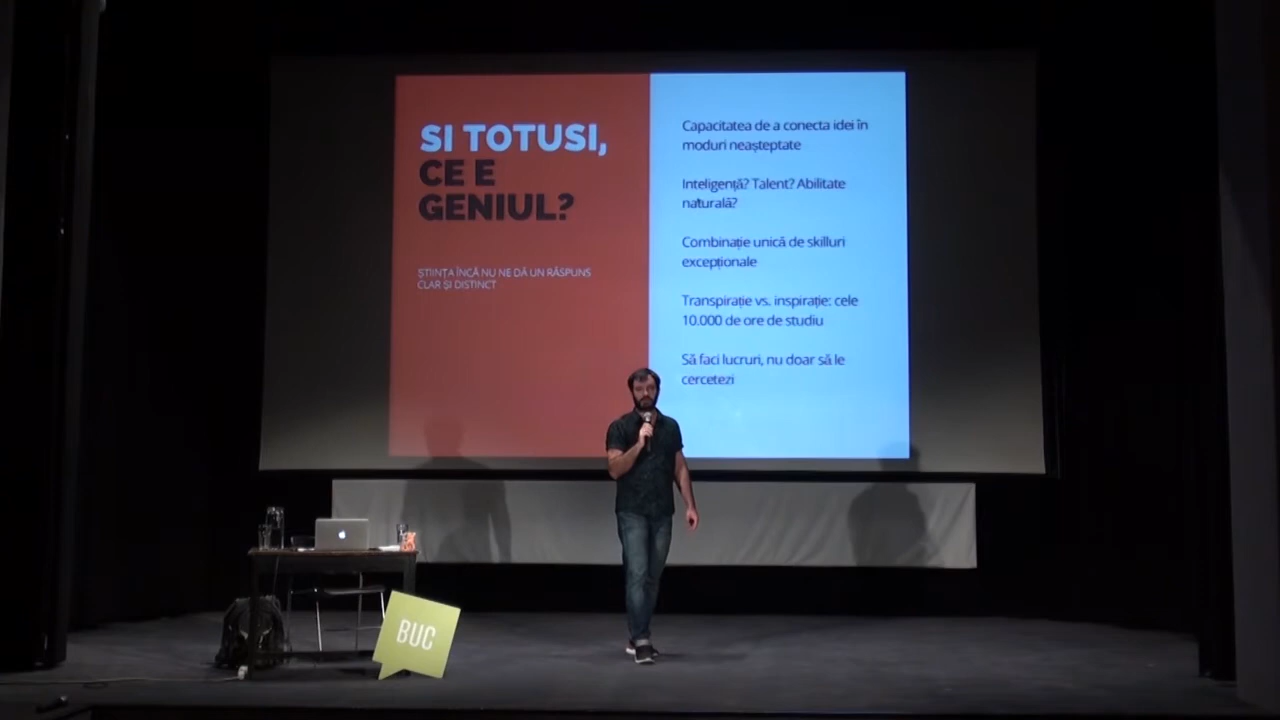 SI TOTUSI,
CE E
GENIUL?
ȘTIINȚA ÎNCĂ NU NE DĂ UN RĂSPUNS
CLAR ȘI DISTINCT
Capacitatea de a conecta idei în
moduri neașteptate
Inteligență? Talent? Abilitate
naturală?
Combinație unică de skilluri
excepționale
Transpirație vs. inspirație: cele
10.000 de ore de studiu
Să faci lucruri, nu doar să le
cercetezi
BUC